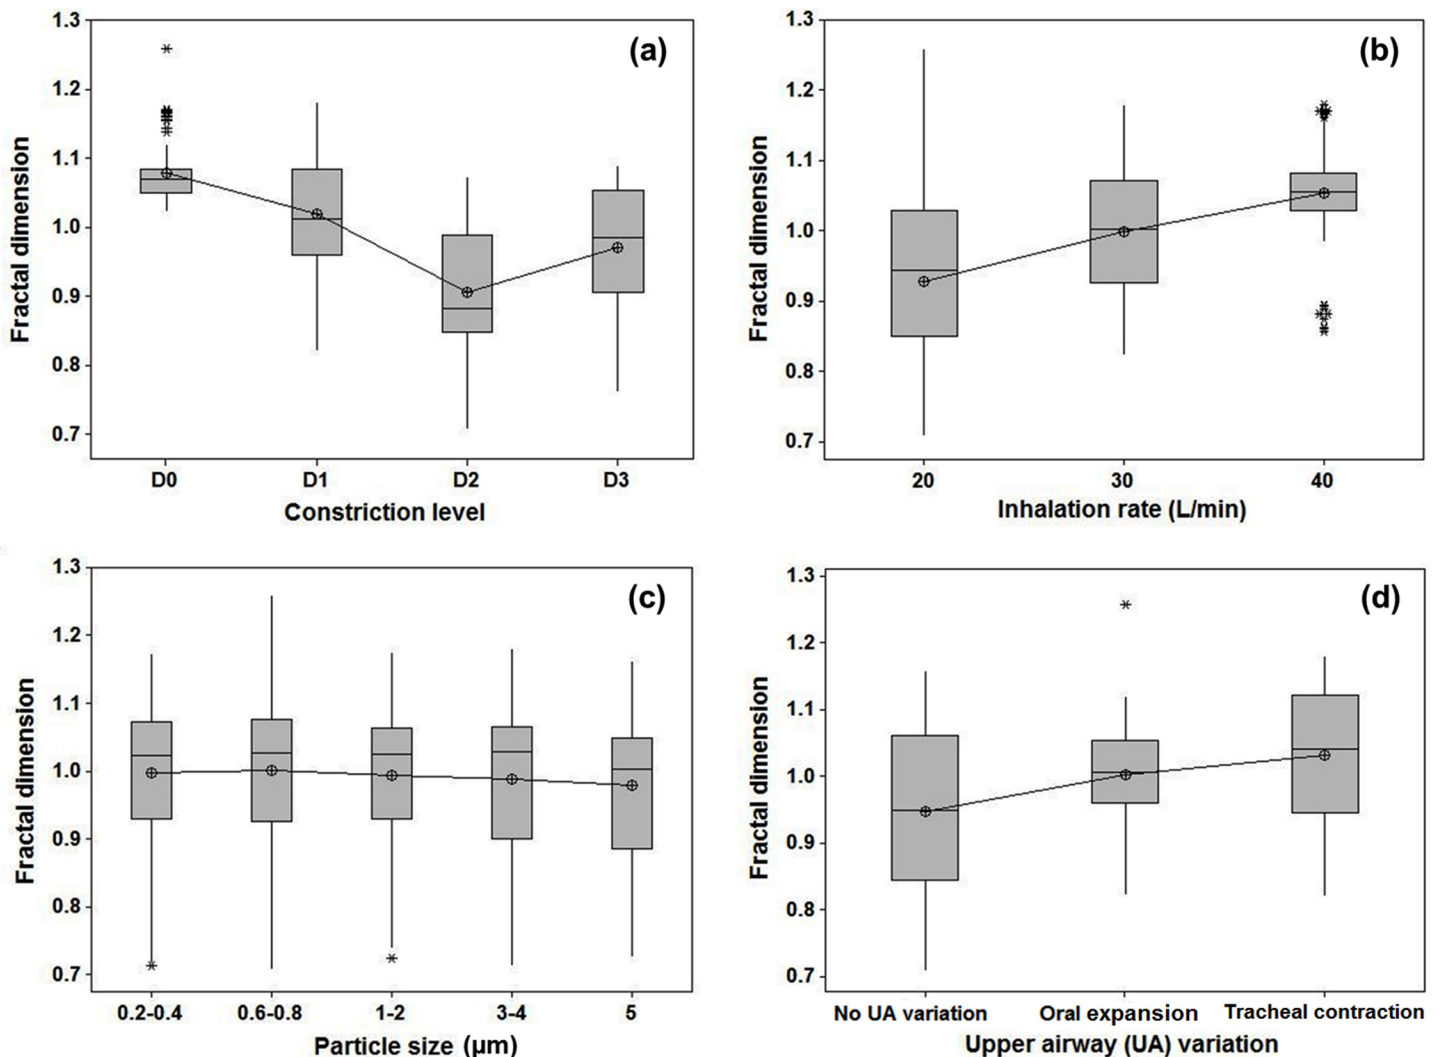 (a)
1.3
1.2
1.1
1.0
0.9
0.8
0.7
Fractal dimension
D0 D1 D2 D3
Constriction level
(b)
1.3
1.2
1.1
1.0
0.9
0.8
0.7
Fractal dimension
20 30 40
Inhalation rate (L/min)
(c)
1.3
1.2
1.1
1.0
0.9
0.8
0.7
Fractal dimension
0.2-0.4 0.6-0.8 1-2 3-4 5
Particle size (μm)
(d)
1.3
1.2
1.1
1.0
0.9
0.8
0.7
Fractal dimension
No UA variation Oral expansion Tracheal contraction
Upper airway (UA) variation